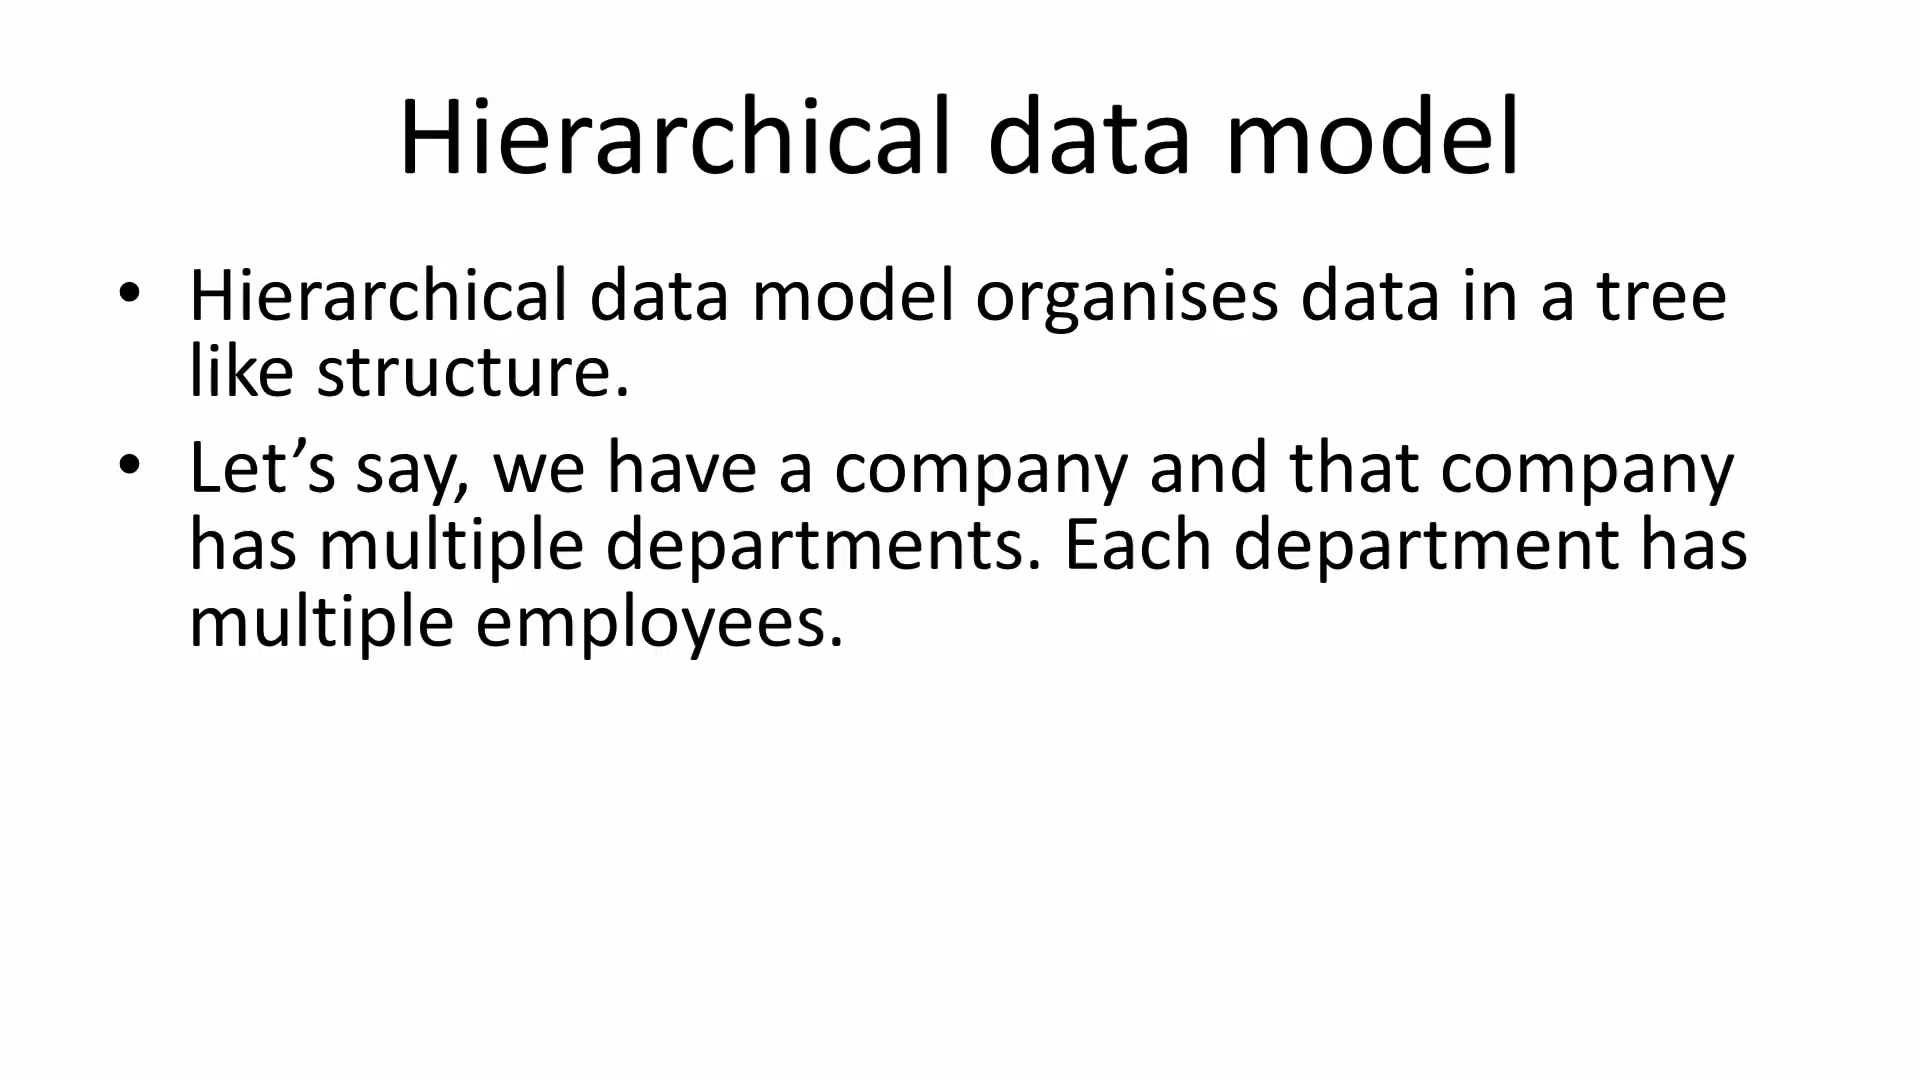 Hierarchical data model
• Hierarchical data model organises data in a tree
like structure.
• Let’s say, we have a company and that company
has multiple departments. Each department has
multiple employees.